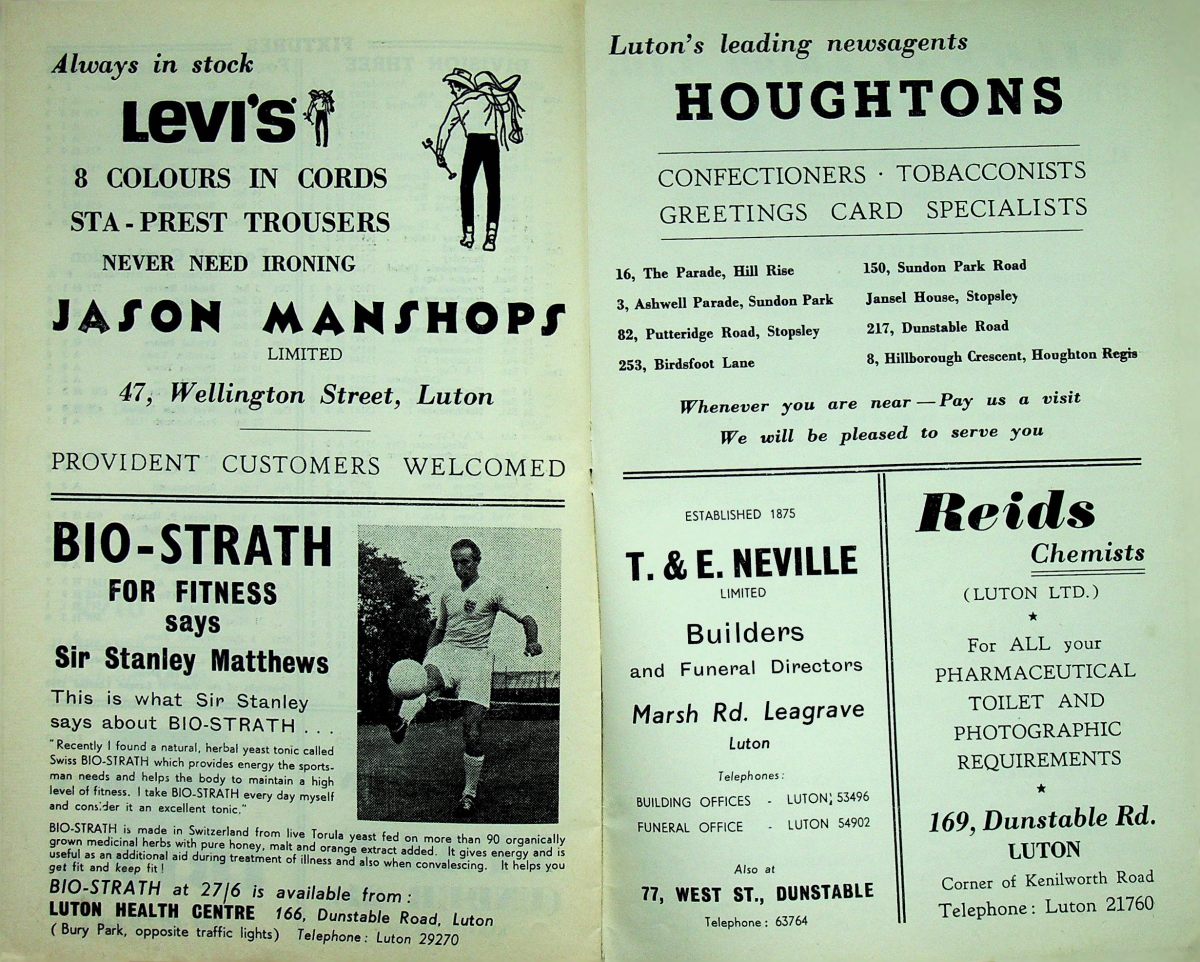 Always in stock
LEVI'S
8 COLOURS IN CORDS
STA-PREST TROUSERS
NEVER NEED IRONING
JASON MANSHOPS
LIMITED
47, Wellington Street, Luton
PROVIDENT CUSTOMERS WELCOMED
BIO-STRATH
FOR FITNESS
says
Sir Stanley Matthews
This is what Sir Stanley
says about BIO-STRATH . . .
"Recently I found a natural, herbal yeast tonic called
Swiss BIO-STRATH which provides energy the sports-
man needs and helps the body to maintain a high
level of fitness. I take BIO-STRATH every day myself
and consider it an excellent tonic."
BIO-STRATH is made in Switzerland from live Torula yeast fed on more than 90 organically
grown medicinal herbs with pure honey, malt and orange extract added. It gives energy and is
useful as an additional aid during treatment of illness and also when convalescing. It helps you
get fit and keep fit!
BIO-STRATH at 27/6 is available from:
LUTON HEALTH CENTRE 166, Dunstable Road, Luton
(Bury Park, opposite traffic lights) Telephone: Luton 29270
Luton's leading newsagents
HOUGHTONS
CONFECTIONERS · TOBACCONISTS
GREETINGS CARD SPECIALISTS
16, The Parade, Hill Rise
3, Ashwell Parade, Sundon Park
82, Putteridge Road, Stopsley
253, Birdsfoot Lane
150, Sundon Park Road
Jansel House, Stopsley
217, Dunstable Road
8, Hillborough Crescent, Houghton Regis
Whenever you are near — Pay us a visit
We will be pleased to serve you
ESTABLISHED 1875
T. & E. NEVILLE
LIMITED
Builders
and Funeral Directors
Marsh Rd. Leagrave
Luton
Telephones:
BUILDING OFFICES - LUTON 53496
FUNERAL OFFICE - LUTON 54902
Also at
77, WEST ST., DUNSTABLE
Telephone: 63764
Reids
Chemists
(LUTON LTD.)
★
For ALL your
PHARMACEUTICAL
TOILET AND
PHOTOGRAPHIC
REQUIREMENTS
★
169, Dunstable Rd.
LUTON
Corner of Kenilworth Road
Telephone: Luton 21760